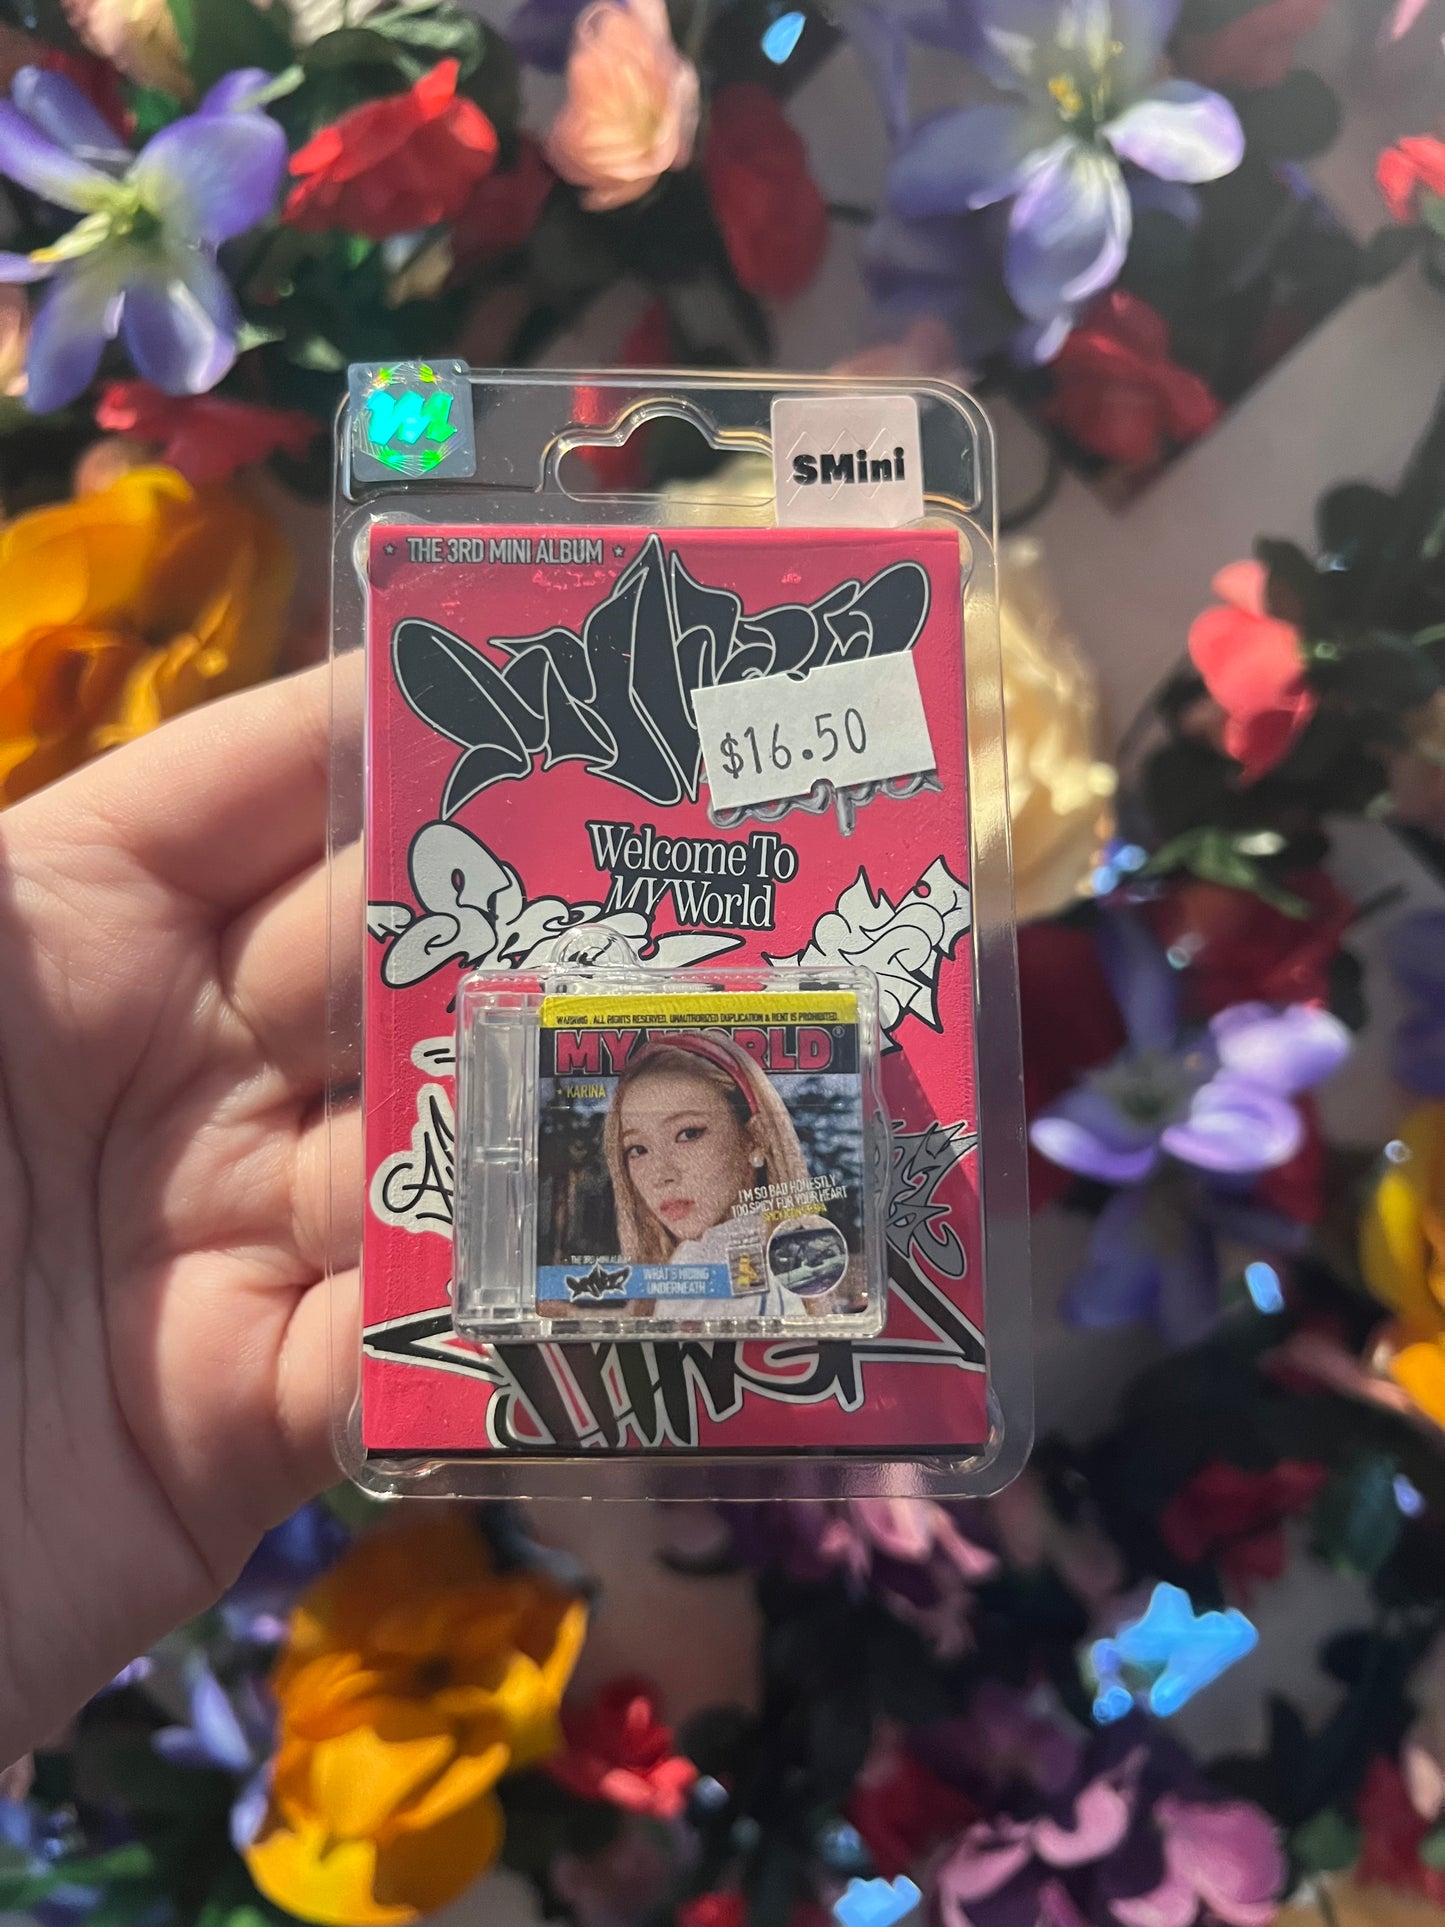 SMini
★ THE 3RD MINI ALBUM ★
$16.50
aespa
Welcome To
MY World
WARNING. ALL RIGHTS RESERVED. UNAUTHORIZED DUPLICATION & RENT IS PROHIBITED.
MY WORLD®
★ KARINA
I'M SO BAD HONESTLY
TOO SPICY FOR YOUR HEART
THE 3RD MINI ALBUM
WHAT'S HIDING
UNDERNEATH